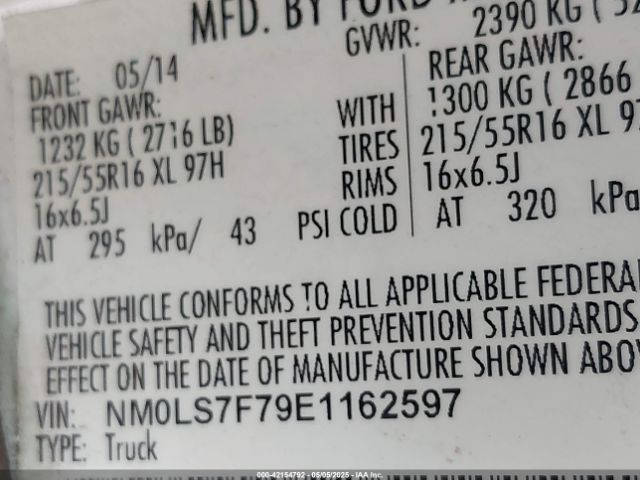 MFD. BY FORD
GVWR: 2390 KG (
DATE: 05/14
REAR GAWR:
FRONT GAWR:
WITH 1300 KG ( 2866
1232 KG ( 2716 LB)
TIRES 215/55R16 XL
215/55R16 XL 97H
RIMS 16x6.5J
16x6.5J
AT 295 kPa/ 43 PSI COLD AT 320 kPa
THIS VEHICLE CONFORMS TO ALL APPLICABLE FEDERA
VEHICLE SAFETY AND THEFT PREVENTION STANDARDS
EFFECT ON THE DATE OF MANUFACTURE SHOWN ABO
VIN: NM0LS7F79E1162597
TYPE: Truck
000-42154792 - 05/05/2025 - IAA Inc.